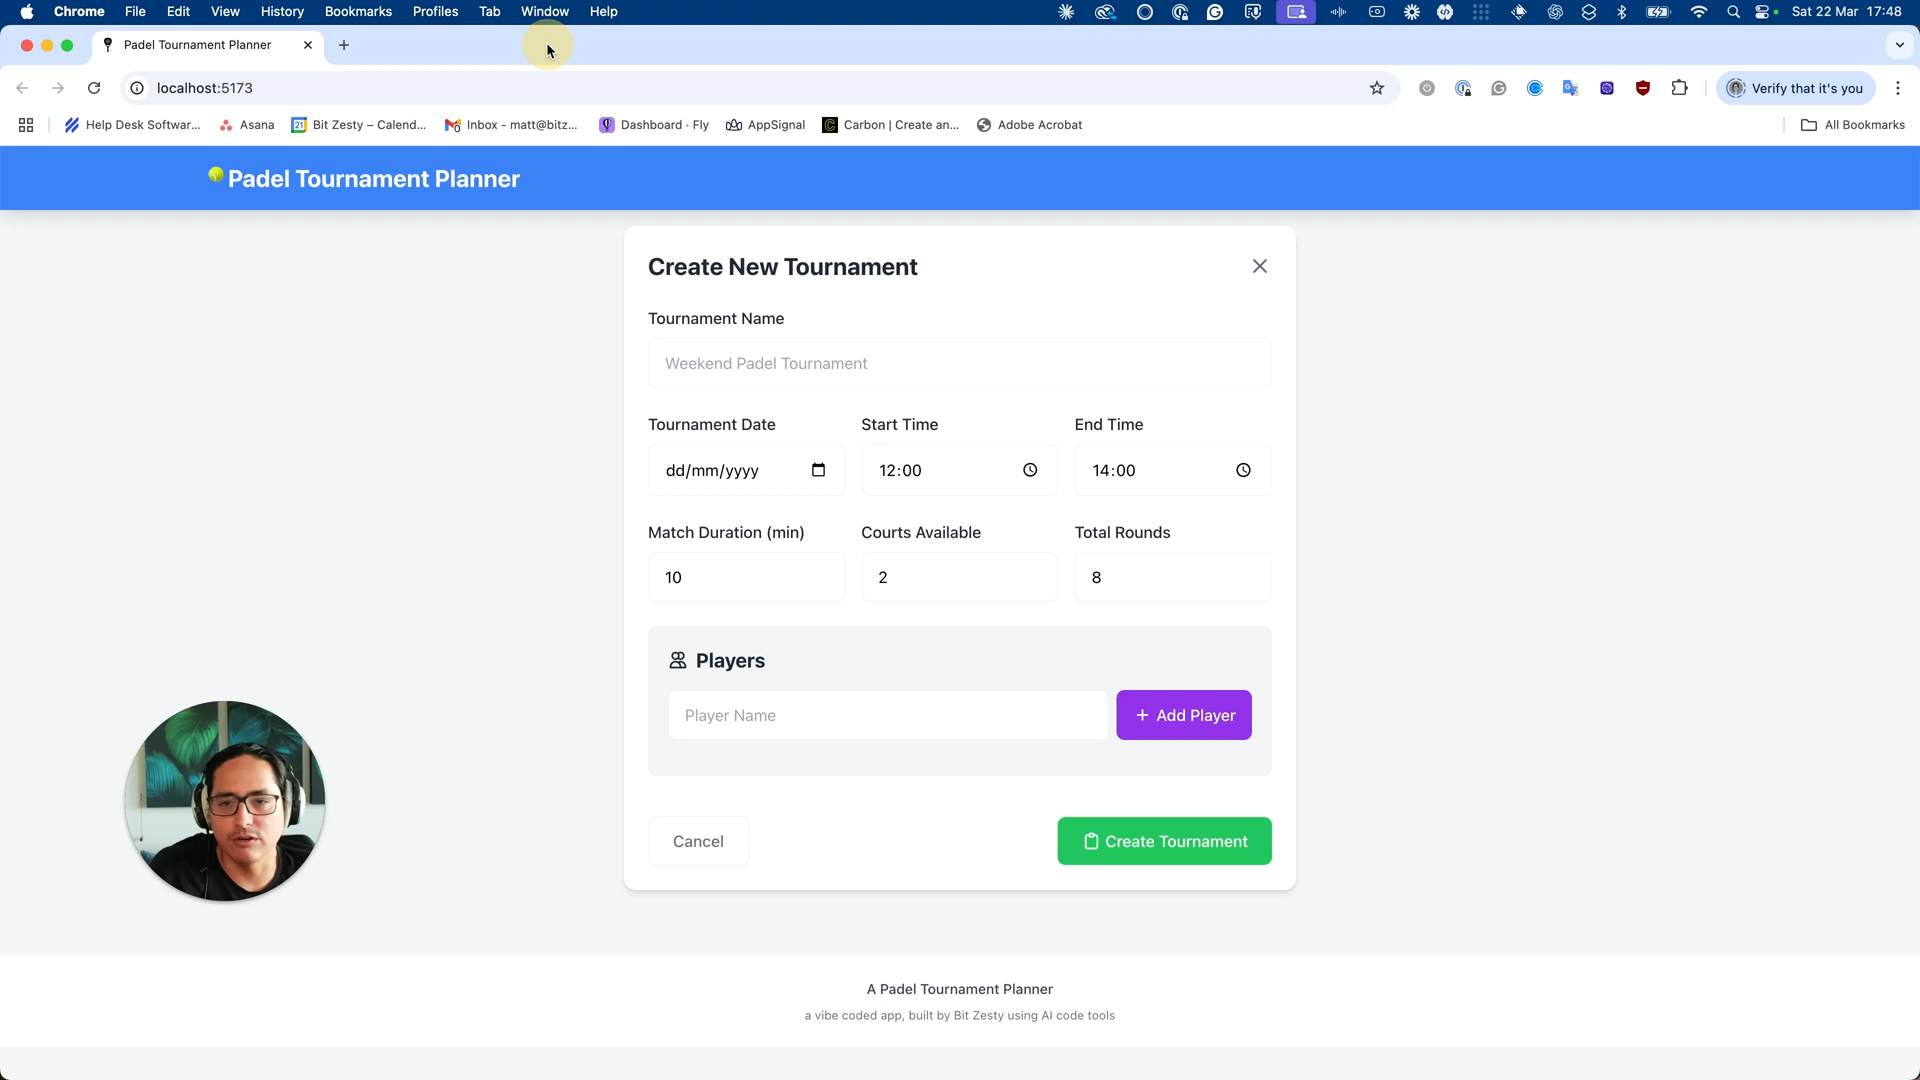 Chrome File Edit View History Bookmarks Profiles Tab Window Help Sat 22 Mar 17:48
Padel Tournament Planner
localhost:5173 Verify that it's you
Help Desk Softwar... Asana Bit Zesty – Calend... Inbox - matt@bitz... Dashboard · Fly AppSignal Carbon | Create an... Adobe Acrobat All Bookmarks
Padel Tournament Planner
Create New Tournament
Tournament Name
Weekend Padel Tournament
Tournament Date Start Time End Time
dd/mm/yyyy 12:00 14:00
Match Duration (min) Courts Available Total Rounds
10 2 8
Players
Player Name + Add Player
Cancel Create Tournament
A Padel Tournament Planner
a vibe coded app, built by Bit Zesty using AI code tools